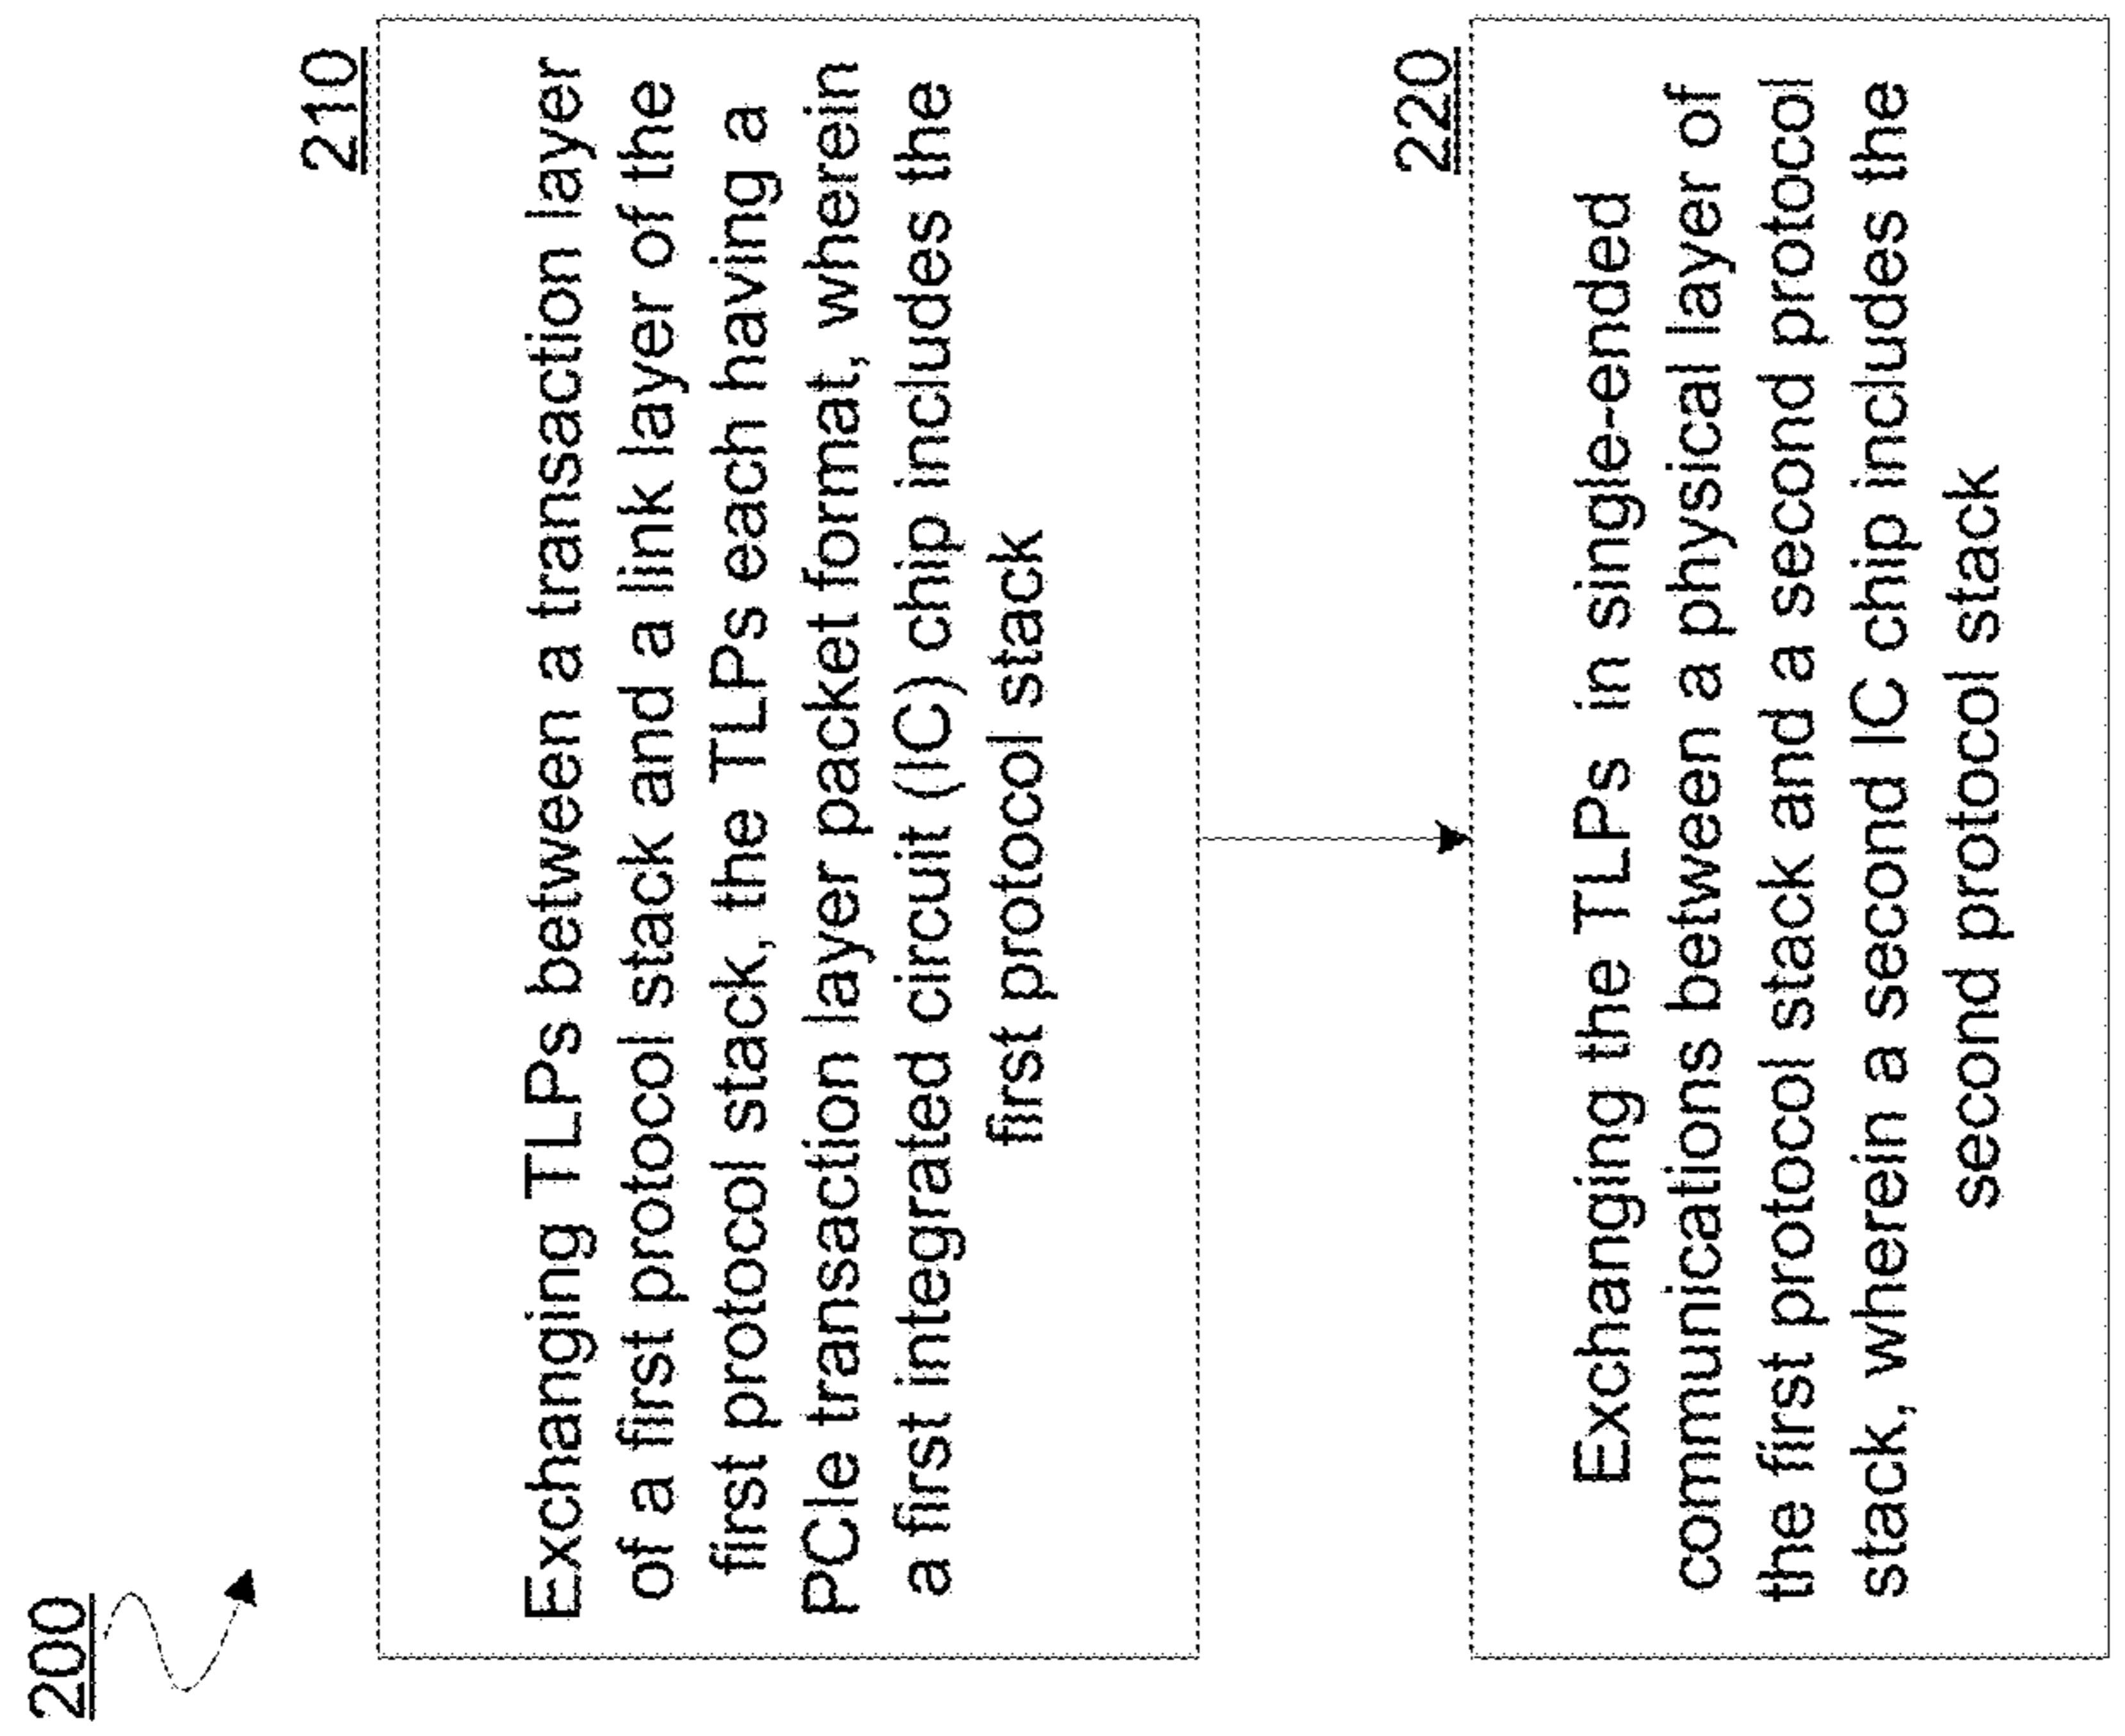 200
210
Exchanging TLPs between a transaction layer
of a first protocol stack and a link layer of the
first protocol stack, the TLPs each having a
PCIe transaction layer packet format, wherein
a first integrated circuit (IC) chip includes the
first protocol stack
220
Exchanging the TLPs in single-ended
communications between a physical layer of
the first protocol stack and a second protocol
stack, wherein a second IC chip includes the
second protocol stack